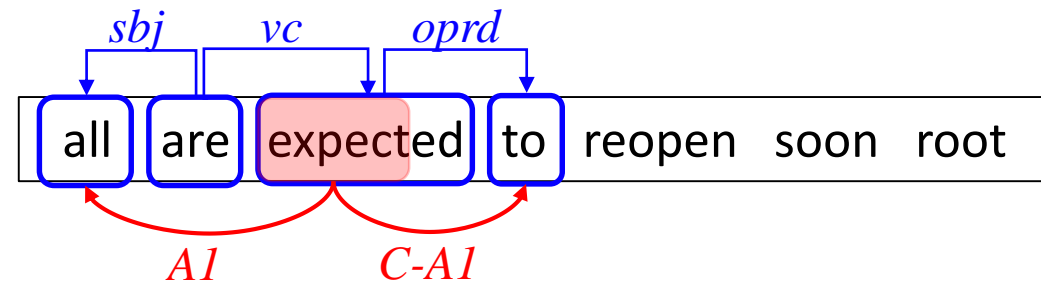 sbj vc oprd
all are expected to reopen soon root
A1 C-A1